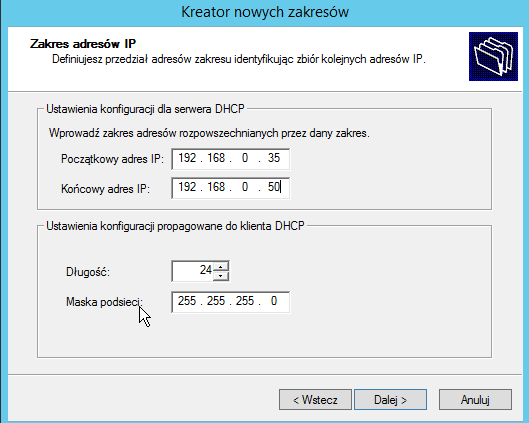 Kreator nowych zakresów
Zakres adresów IP
Definiujesz przedział adresów zakresu identyfikując zbiór kolejnych adresów IP.
Ustawienia konfiguracji dla serwera DHCP
Wprowadź zakres adresów rozpowszechnianych przez dany zakres.
Początkowy adres IP: 192 . 168 . 0 . 35
Końcowy adres IP: 192 . 168 . 0 . 50
Ustawienia konfiguracji propagowane do klienta DHCP
Długość: 24
Maska podsieci: 255 . 255 . 255 . 0
< Wstecz Dalej > Anuluj